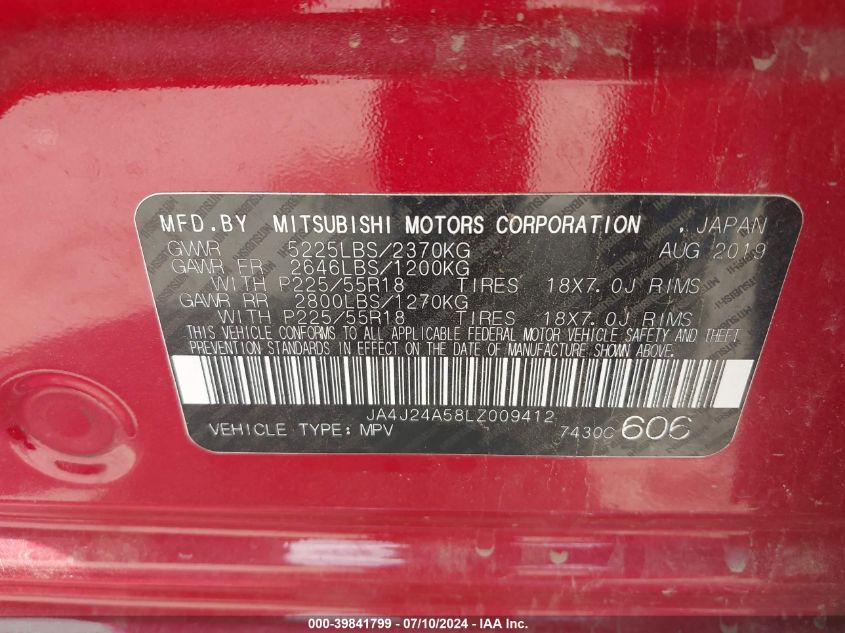 MFD.BY MITSUBISHI MOTORS CORPORATION , JAPAN
GVWR 5225LBS/2370KG AUG 2019
GAWR FR 2646LBS/1200KG
WITH P225/55R18 TIRES 18X7.0J RIMS
GAWR RR 2800LBS/1270KG
WITH P225/55R18 TIRES 18X7.0J RIMS
THIS VEHICLE CONFORMS TO ALL APPLICABLE FEDERAL MOTOR VEHICLE SAFETY AND THEFT
PREVENTION STANDARDS IN EFFECT ON THE DATE OF MANUFACTURE SHOWN ABOVE.
JA4J24A58LZ009412
VEHICLE TYPE: MPV 7430C 606
000-39841799 - 07/10/2024 - IAA Inc.